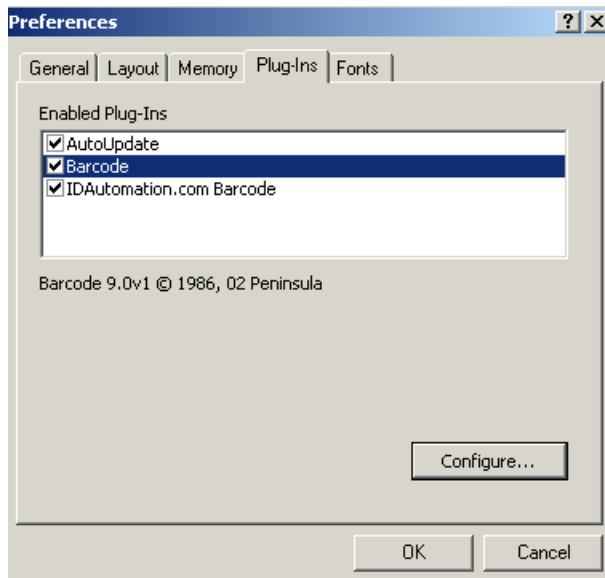 Preferences ? X
General Layout Memory Plug-Ins Fonts
Enabled Plug-Ins
AutoUpdate
Barcode
IDAutomation.com Barcode
Barcode 9.0v1 © 1986, 02 Peninsula
Configure...
OK Cancel